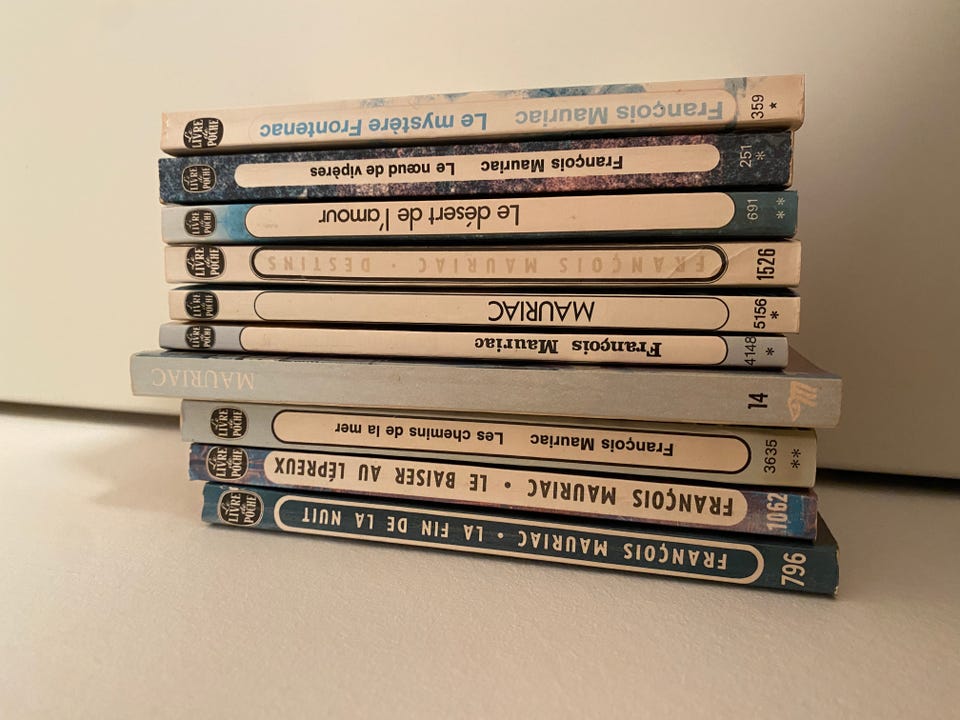 Le LIVRE de POCHE François Mauriac Le mystère Frontenac 359 *
Le LIVRE de POCHE François Mauriac Le nœud de vipères 251 *
Le LIVRE de POCHE Le désert de l'amour 691 **
Le LIVRE de POCHE FRANÇOIS MAURIAC • DESTINS 1526
Le LIVRE de POCHE MAURIAC 5156 *
Le LIVRE de POCHE François Mauriac 4148 *
MAURIAC 14
Le LIVRE de POCHE François Mauriac Les chemins de la mer 3635 **
Le LIVRE de POCHE FRANÇOIS MAURIAC • LE BAISER AU LÉPREUX 1062
Le LIVRE de POCHE FRANÇOIS MAURIAC • LA FIN DE LA NUIT 796